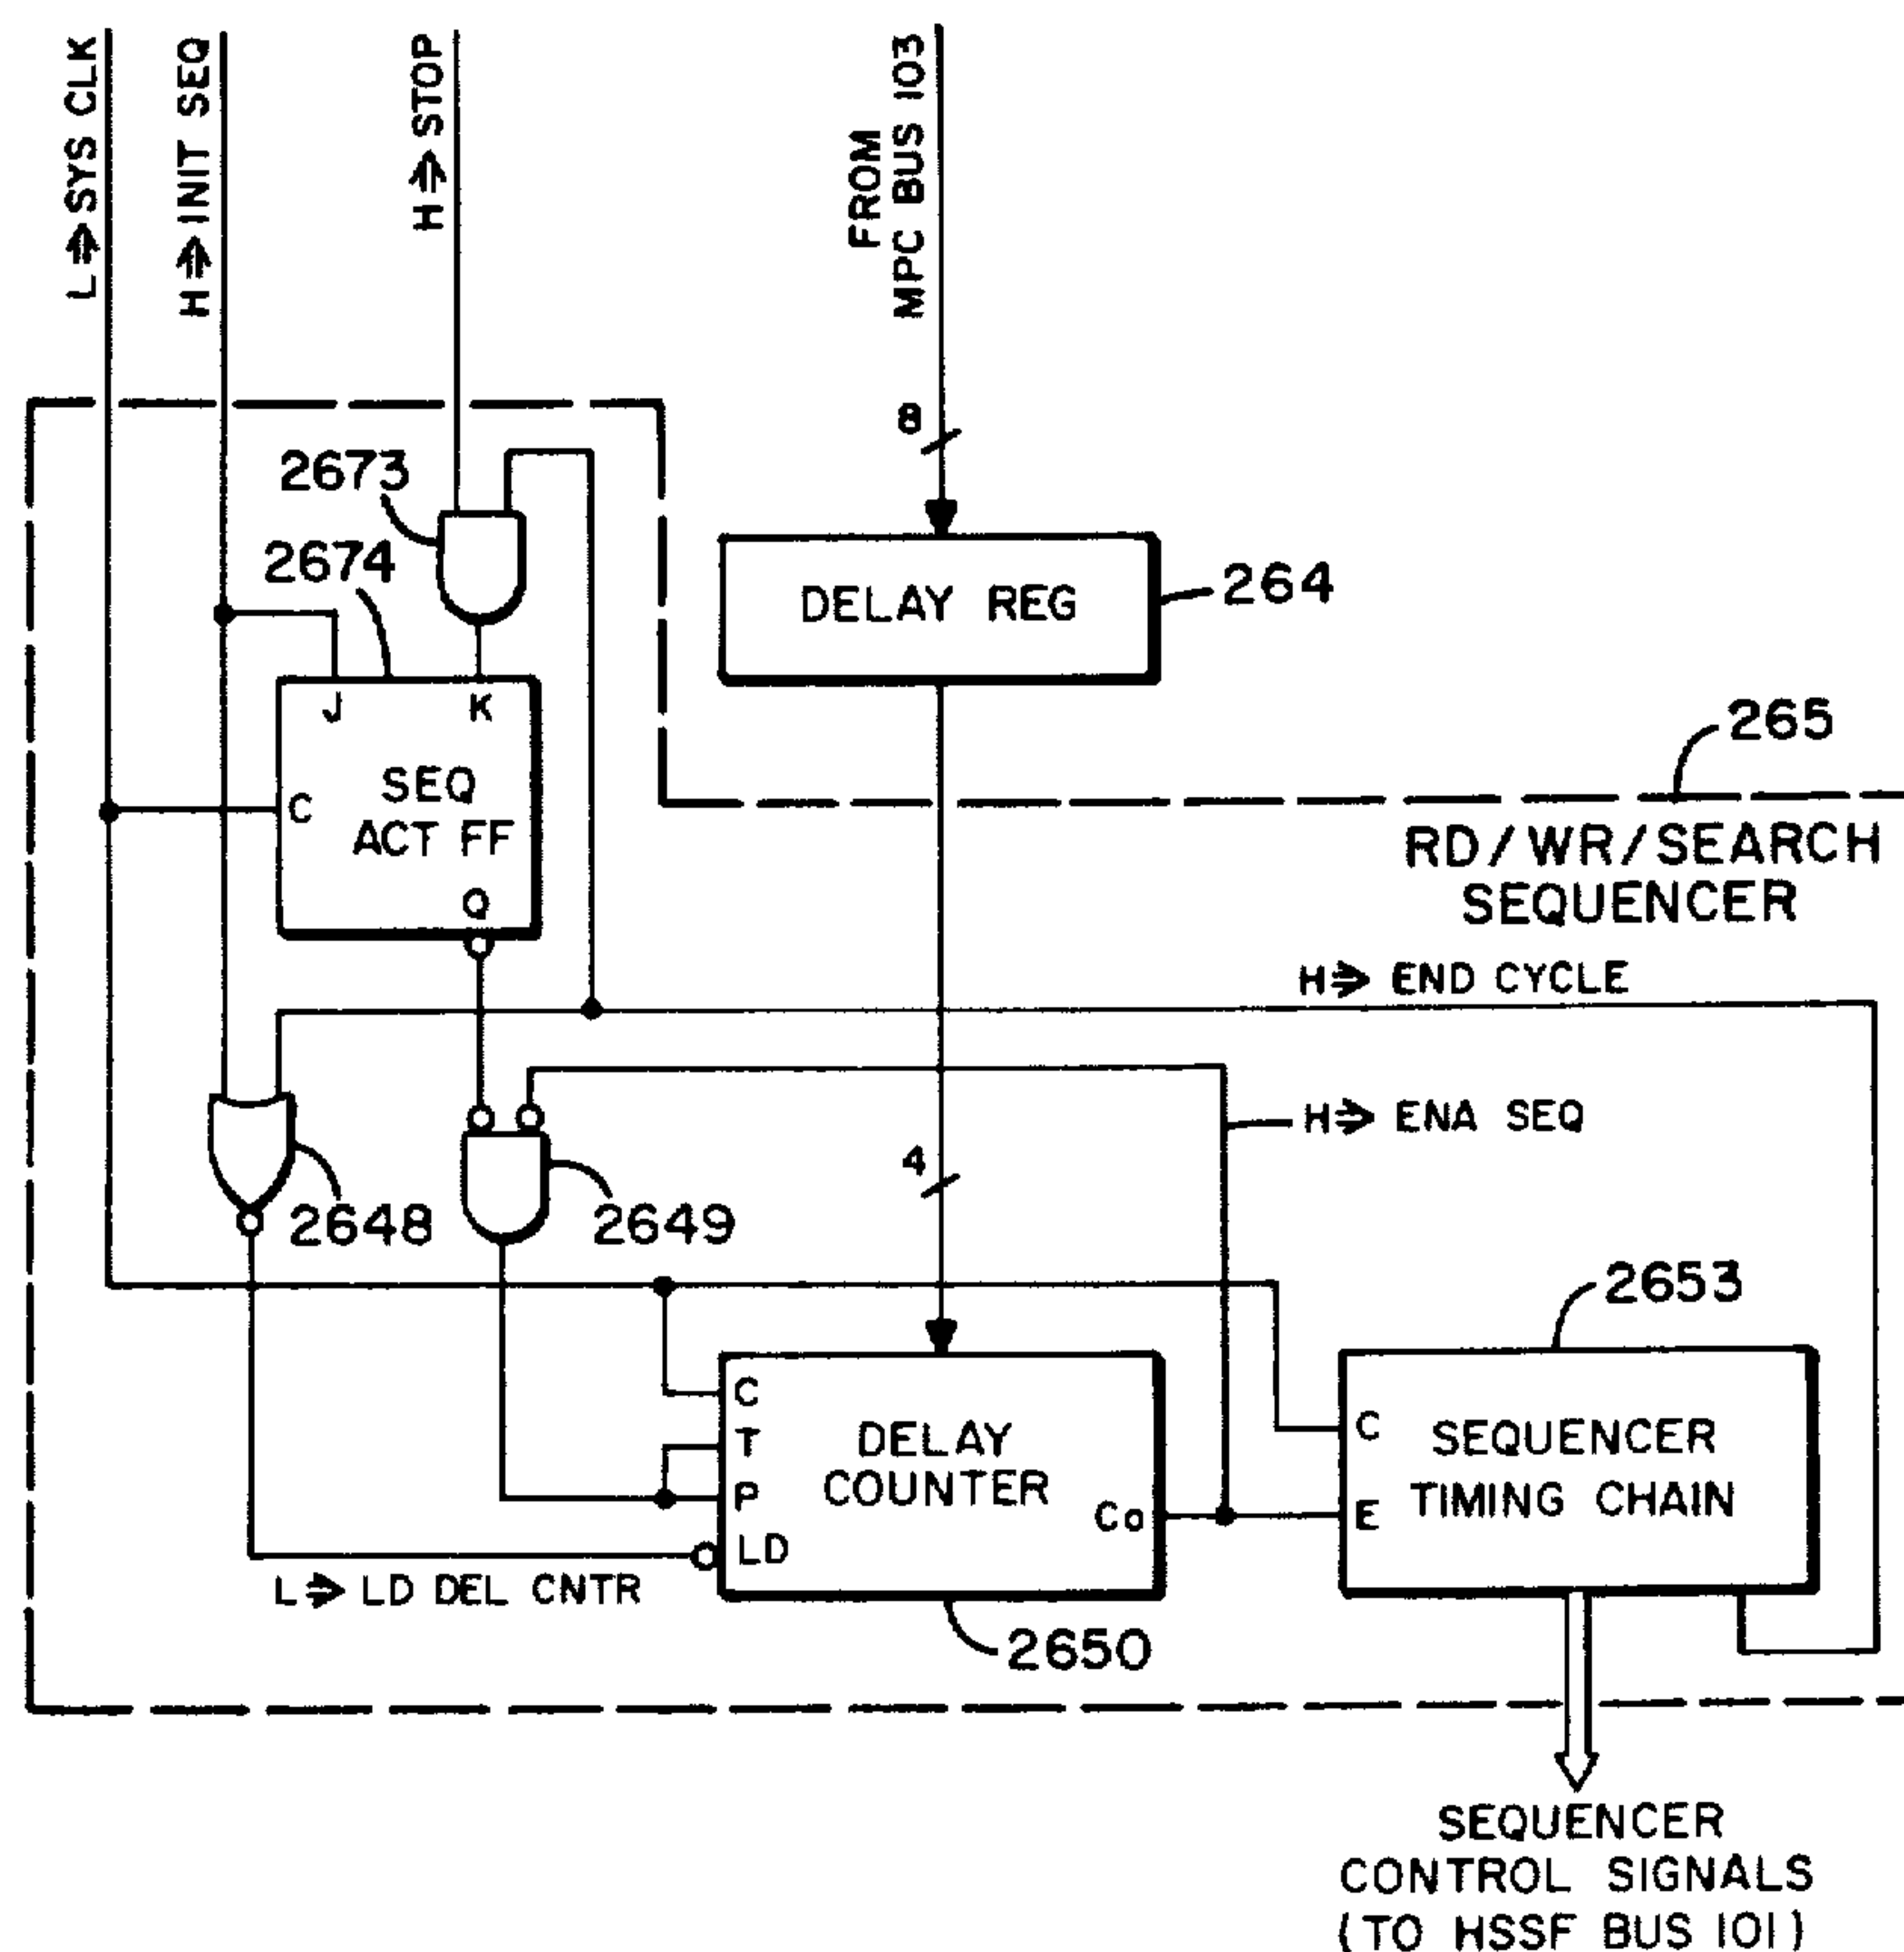 L⇒SYS CLK
H⇒INIT SEQ
H⇒STOP
FROM
MPC BUS 103
8
2673
2674
DELAY REG
264
J
K
C
SEQ
ACT FF
Q
265
RD/WR/SEARCH
SEQUENCER
H⇒ END CYCLE
H⇒ ENA SEQ
4
2648
2649
2653
C
T
P
LD
DELAY
COUNTER
Co
C
E
SEQUENCER
TIMING CHAIN
L⇒ LD DEL CNTR
2650
SEQUENCER
CONTROL SIGNALS
(TO HSSF BUS 101)